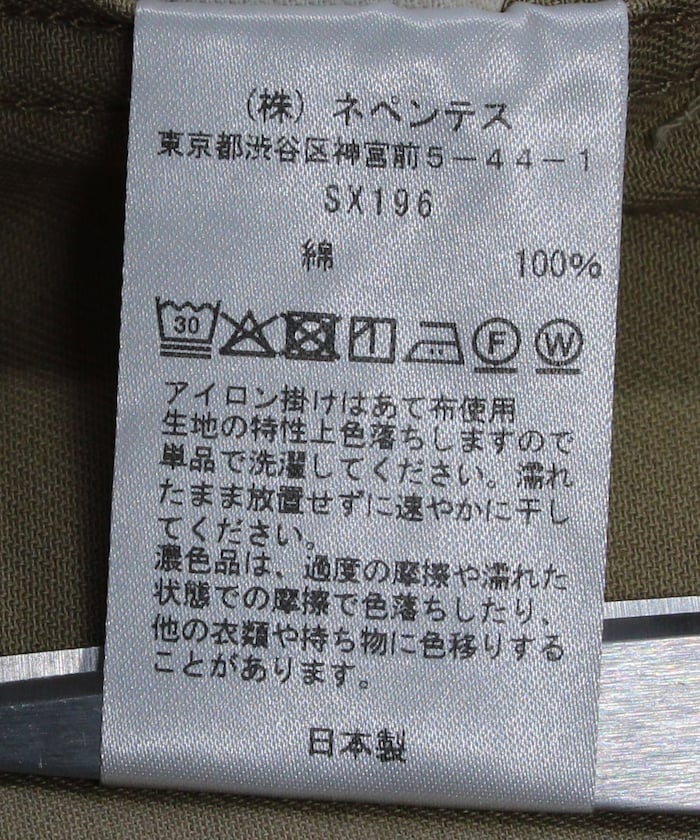 (株) ネペンテス
東京都渋谷区神宮前5-44-1
SX196
綿 100%
30 F W
アイロン掛けはあて布使用
生地の特性上色落ちしますので
単品で洗濯してください。濡れ
たまま放置せずに速やかに干し
てください。
濃色品は、過度の摩擦や濡れた
状態での摩擦で色落ちしたり、
他の衣類や持ち物に色移りする
ことがあります。
日本製